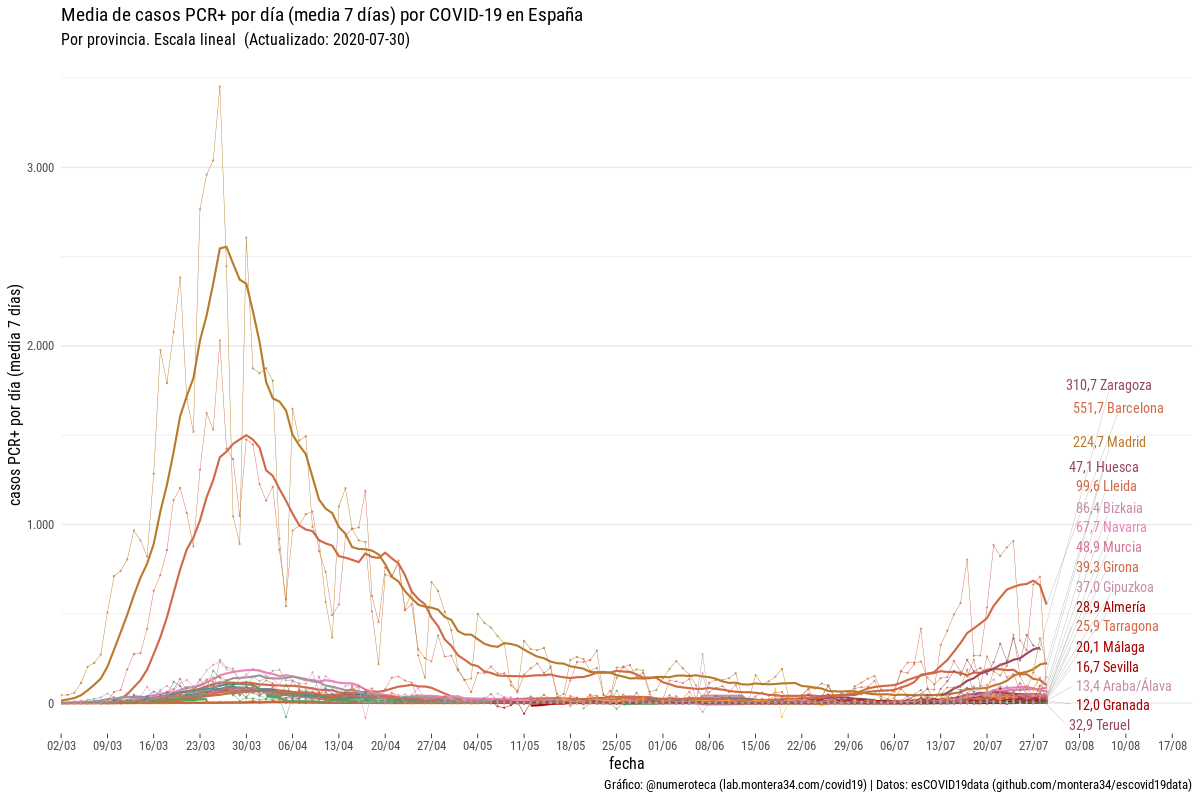 Media de casos PCR+ por día (media 7 días) por COVID-19 en España
Por provincia. Escala lineal (Actualizado: 2020-07-30)
casos PCR+ por día (media 7 días)
3.000
2.000
1.000
0
310,7 Zaragoza
551,7 Barcelona
224,7 Madrid
47,1 Huesca
99,6 Lleida
86,4 Bizkaia
67,7 Navarra
48,9 Murcia
39,3 Girona
37,0 Gipuzkoa
28,9 Almería
25,9 Tarragona
20,1 Málaga
16,7 Sevilla
13,4 Araba/Álava
12,0 Granada
32,9 Teruel
02/03 09/03 16/03 23/03 30/03 06/04 13/04 20/04 27/04 04/05 11/05 18/05 25/05 01/06 08/06 15/06 22/06 29/06 06/07 13/07 20/07 27/07 03/08 10/08 17/08
fecha
Gráfico: @numeroteca (lab.montera34.com/covid19) | Datos: esCOVID19data (github.com/montera34/escovid19data)